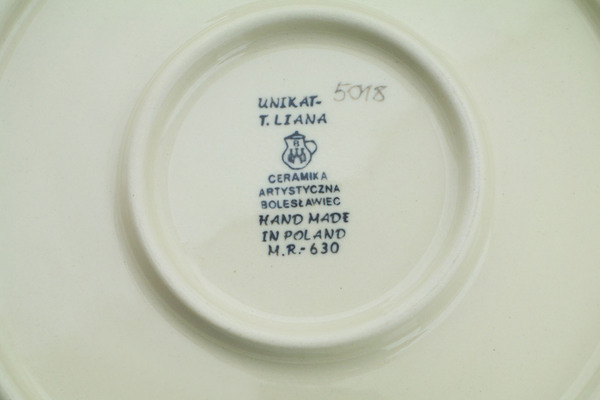 UNIKAT- 5018
T. LIANA
B
CERAMIKA
ARTYSTYCZNA
BOLESŁAWIEC
HAND MADE
IN POLAND
M.R.-630